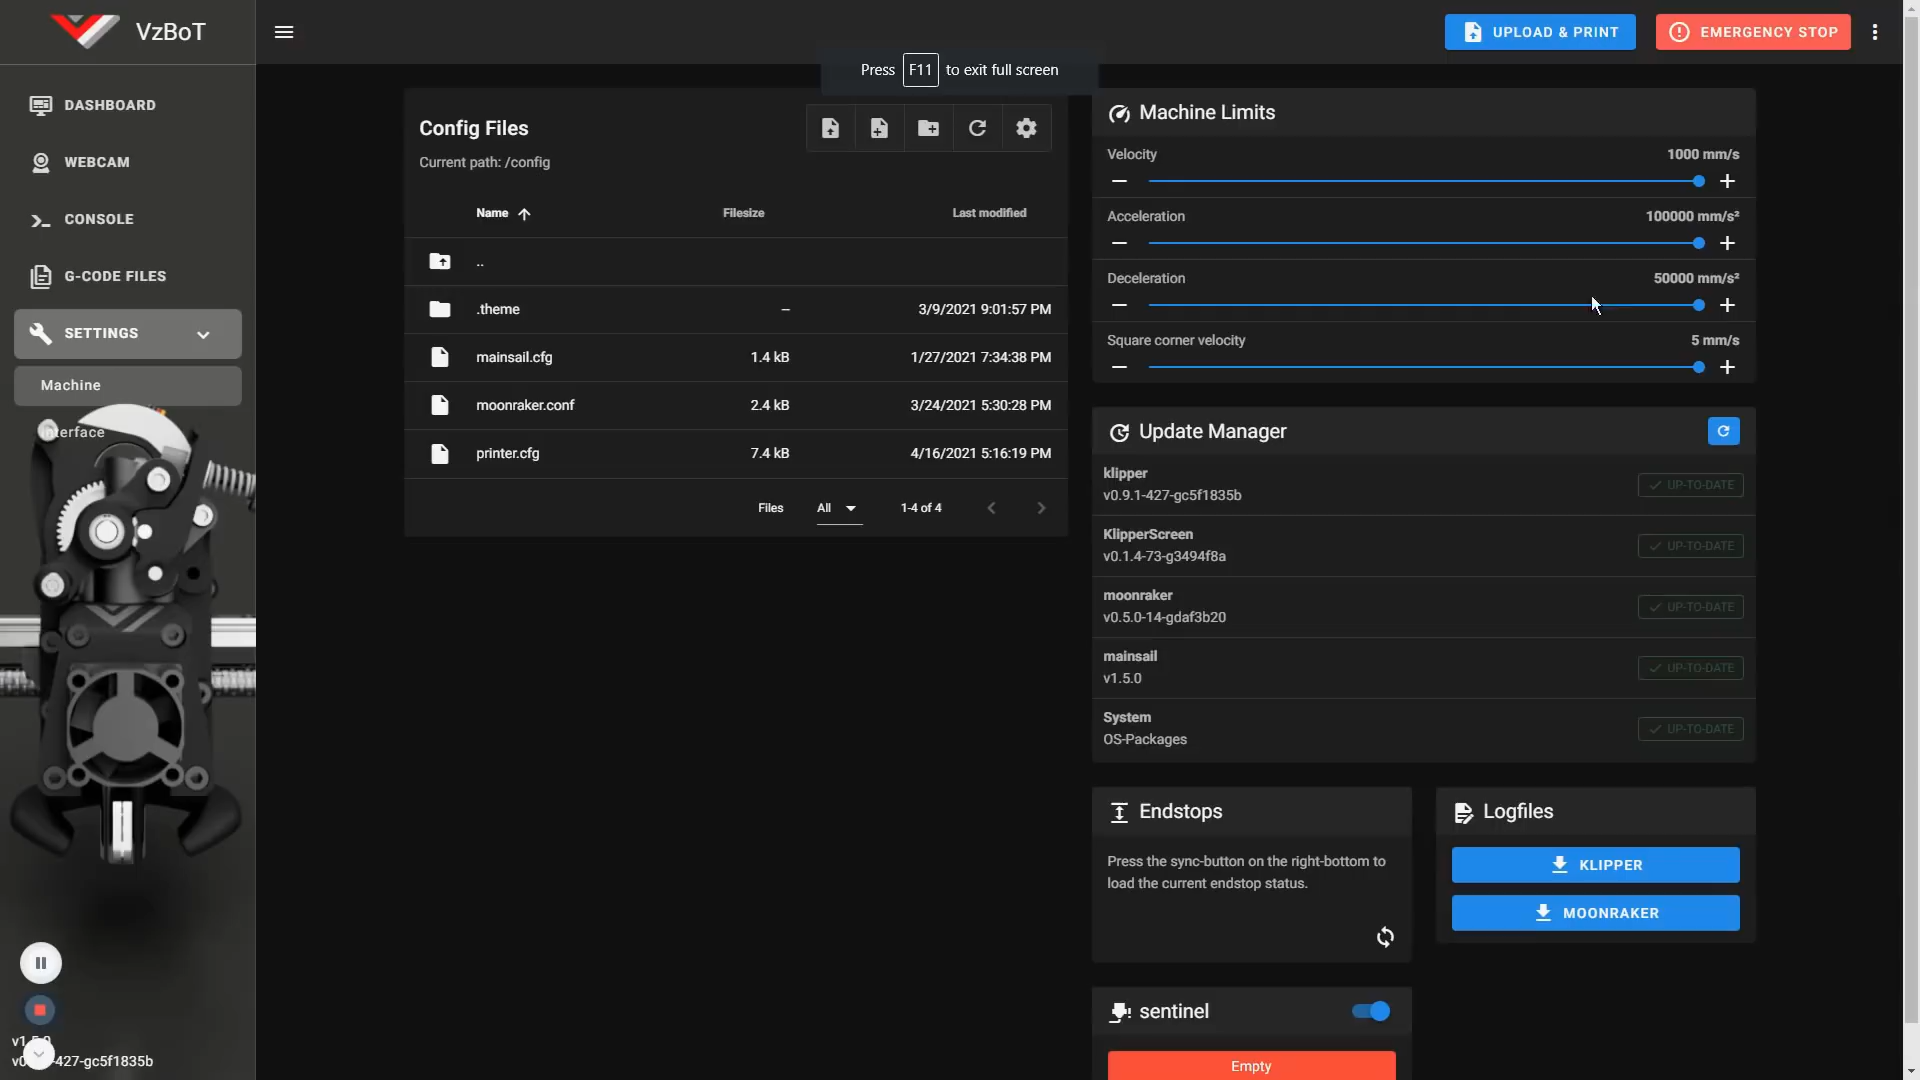 VzBoT
UPLOAD & PRINT
EMERGENCY STOP
Press F11 to exit full screen
DASHBOARD
WEBCAM
CONSOLE
G-CODE FILES
SETTINGS
Machine
Interface
Config Files
Current path: /config
Name Filesize Last modified
..
.theme – 3/9/2021 9:01:57 PM
mainsail.cfg 1.4 kB 1/27/2021 7:34:38 PM
moonraker.conf 2.4 kB 3/24/2021 5:30:28 PM
printer.cfg 7.4 kB 4/16/2021 5:16:19 PM
Files All 1-4 of 4
Machine Limits
Velocity 1000 mm/s
Acceleration 100000 mm/s²
Deceleration 50000 mm/s²
Square corner velocity 5 mm/s
Update Manager
klipper
v0.9.1-427-gc5f1835b
UP-TO-DATE
KlipperScreen
v0.1.4-73-g3494f8a
UP-TO-DATE
moonraker
v0.5.0-14-gdaf3b20
UP-TO-DATE
mainsail
v1.5.0
UP-TO-DATE
System
OS-Packages
UP-TO-DATE
Endstops
Press the sync-button on the right-bottom to
load the current endstop status.
Logfiles
KLIPPER
MOONRAKER
sentinel
Empty
427-gc5f1835b